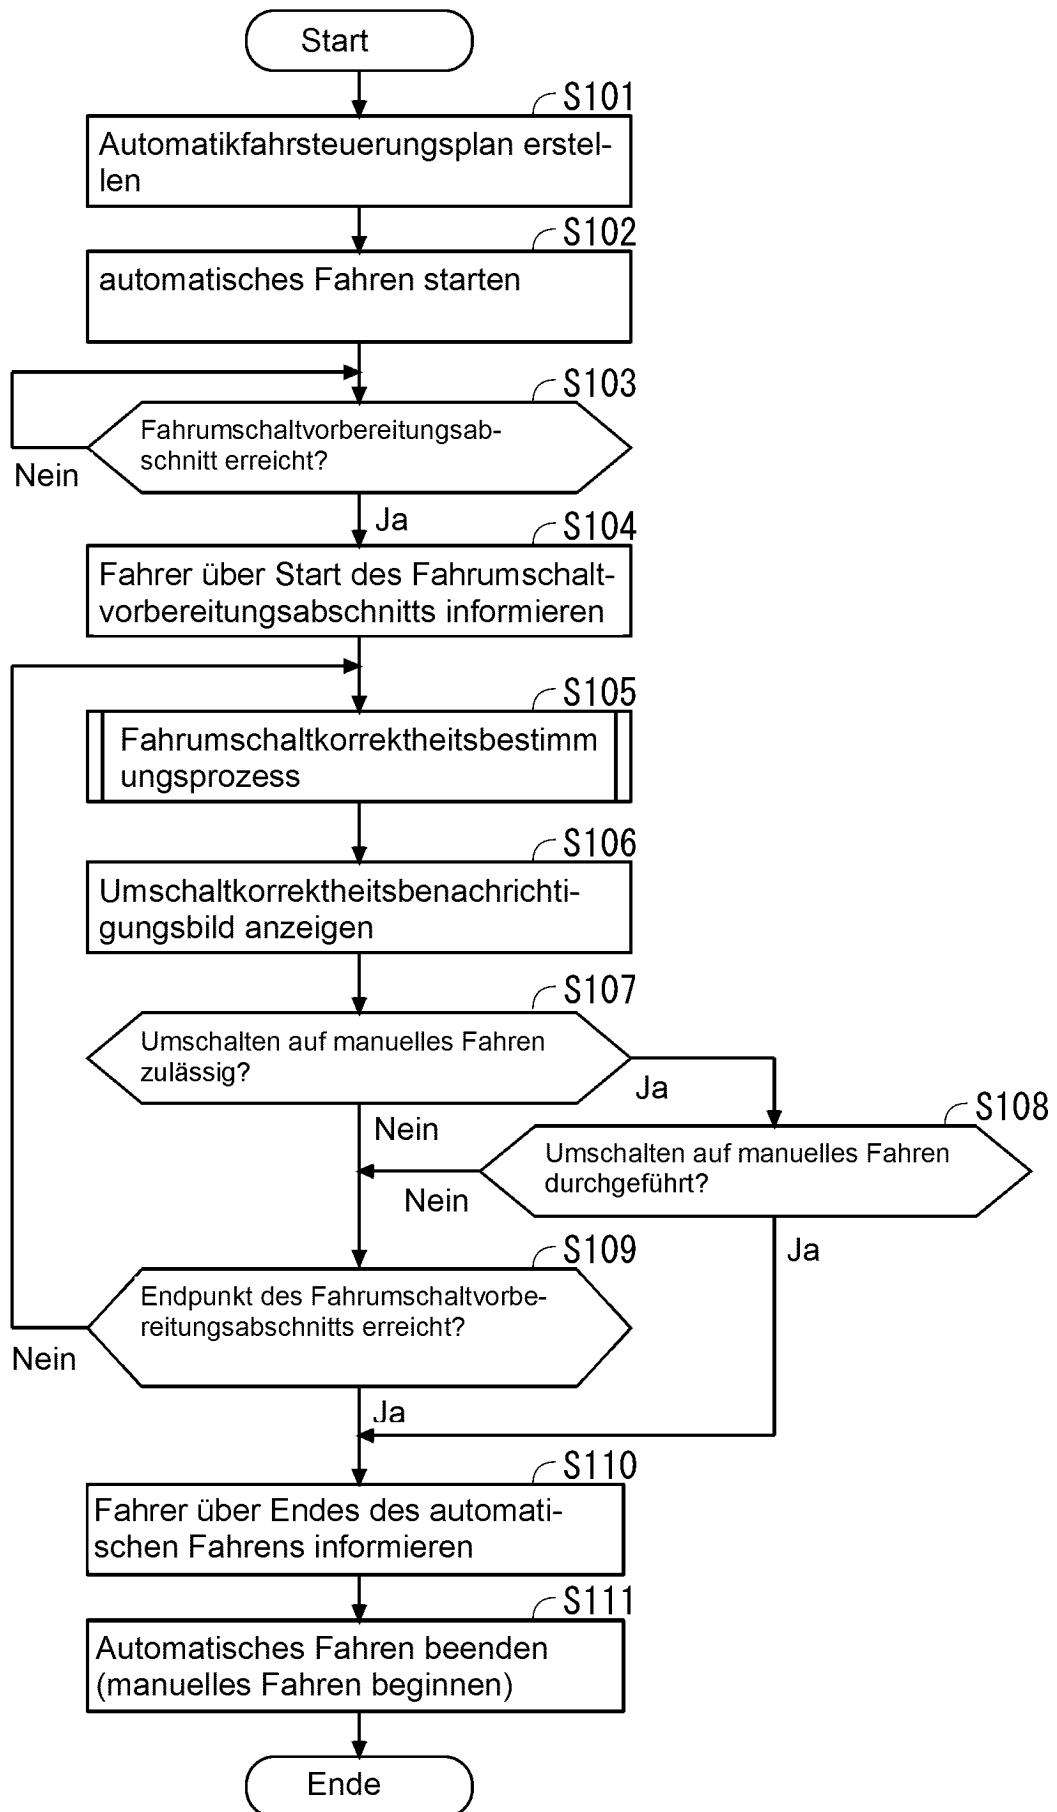 Start
S101
Automatikfahrsteuerungsplan erstel-
len
S102
automatisches Fahren starten
S103
Fahrumschaltvorbereitungsab-
schnitt erreicht?
Nein
Ja
S104
Fahrer über Start des Fahrumschalt-
vorbereitungsabschnitts informieren
S105
Fahrumschaltkorrektheitsbestimm
ungsprozess
S106
Umschaltkorrektheitsbenachrichti-
gungsbild anzeigen
S107
Umschalten auf manuelles Fahren
zulässig?
Ja
Nein
S108
Umschalten auf manuelles Fahren
durchgeführt?
Nein
Ja
S109
Endpunkt des Fahrumschaltvorbe-
reitungsabschnitts erreicht?
Nein
Ja
S110
Fahrer über Endes des automati-
schen Fahrens informieren
S111
Automatisches Fahren beenden
(manuelles Fahren beginnen)
Ende